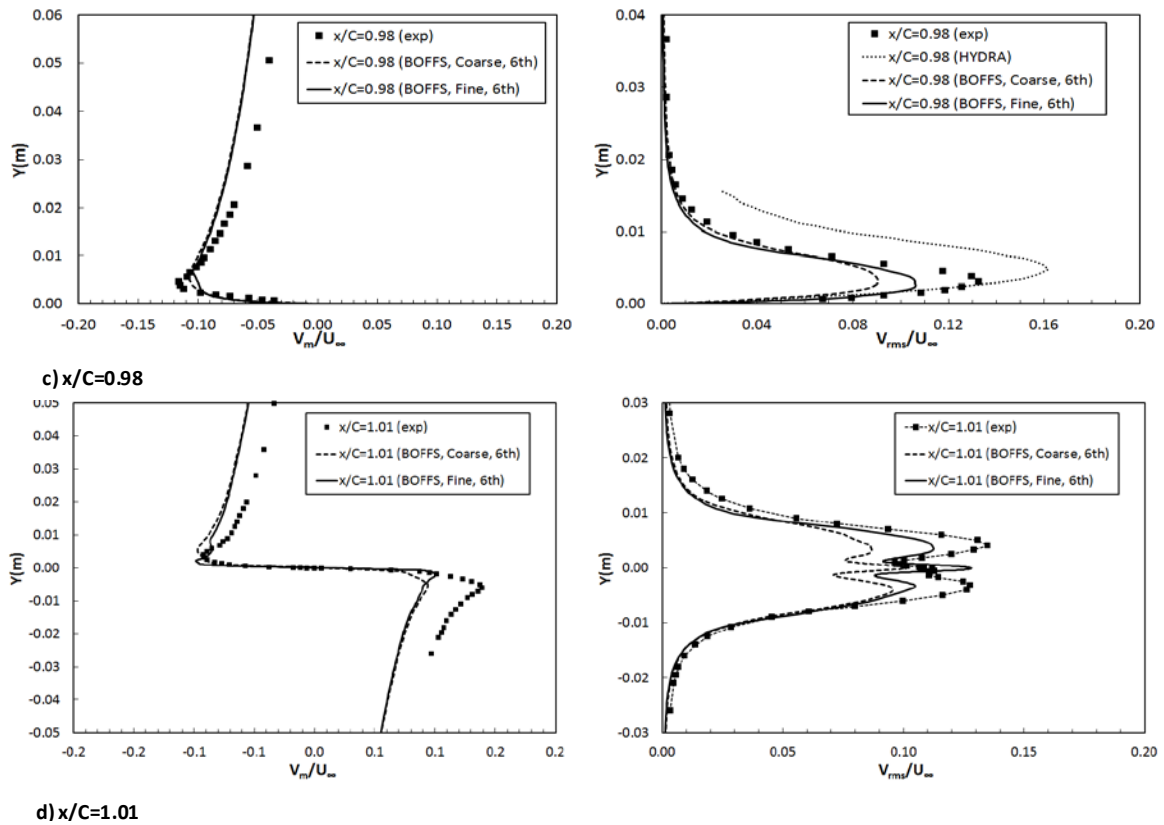 0.06
0.05
0.04
0.03
0.02
0.01
0.00
Y(m)
x/C=0.98 (exp)
x/C=0.98 (BOFFS, Coarse, 6th)
x/C=0.98 (BOFFS, Fine, 6th)
-0.20 -0.10 -0.05 0.00 0.05 0.10 0.20
Vm/U∞
0.04
0.03
0.02
0.01
0.00
Y(m)
x/C=0.98 (exp)
x/C=0.98 (HYDRA)
x/C=0.98 (BOFFS, Coarse, 6th)
x/C=0.98 (BOFFS, Fine, 6th)
0.00 0.04 0.08 0.12 0.16 0.20
Vrms/U∞
c) x/C=0.98
0.05
0.04
0.03
0.02
0.01
0.00
-0.01
-0.02
-0.03
-0.04
-0.05
Y(m)
x/C=1.01 (exp)
x/C=1.01 (BOFFS, Coarse, 6th)
x/C=1.01 (BOFFS, Fine, 6th)
-0.2 -0.2 -0.1 -0.1 0.0 0.1 0.1 0.2 0.2
Vm/U∞
0.03
0.02
0.01
0.00
-0.01
-0.02
-0.03
Y(m)
x/C=1.01 (exp)
x/C=1.01 (BOFFS, Coarse, 6th)
x/C=1.01 (BOFFS, Fine, 6th)
0.00 0.05 0.10 0.15 0.20
Vrms/U∞
d) x/C=1.01